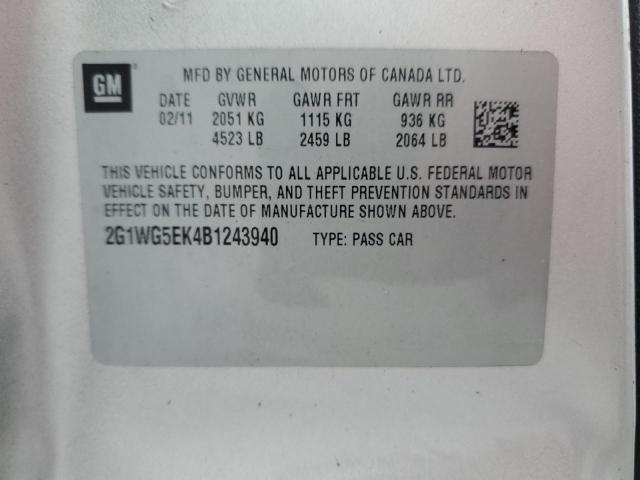 GM
MFD BY GENERAL MOTORS OF CANADA LTD.
DATE GVWR GAWR FRT GAWR RR
02/11 2051 KG 1115 KG 936 KG
4523 LB 2459 LB 2064 LB
THIS VEHICLE CONFORMS TO ALL APPLICABLE U.S. FEDERAL MOTOR
VEHICLE SAFETY, BUMPER, AND THEFT PREVENTION STANDARDS IN
EFFECT ON THE DATE OF MANUFACTURE SHOWN ABOVE.
2G1WG5EK4B1243940 TYPE: PASS CAR